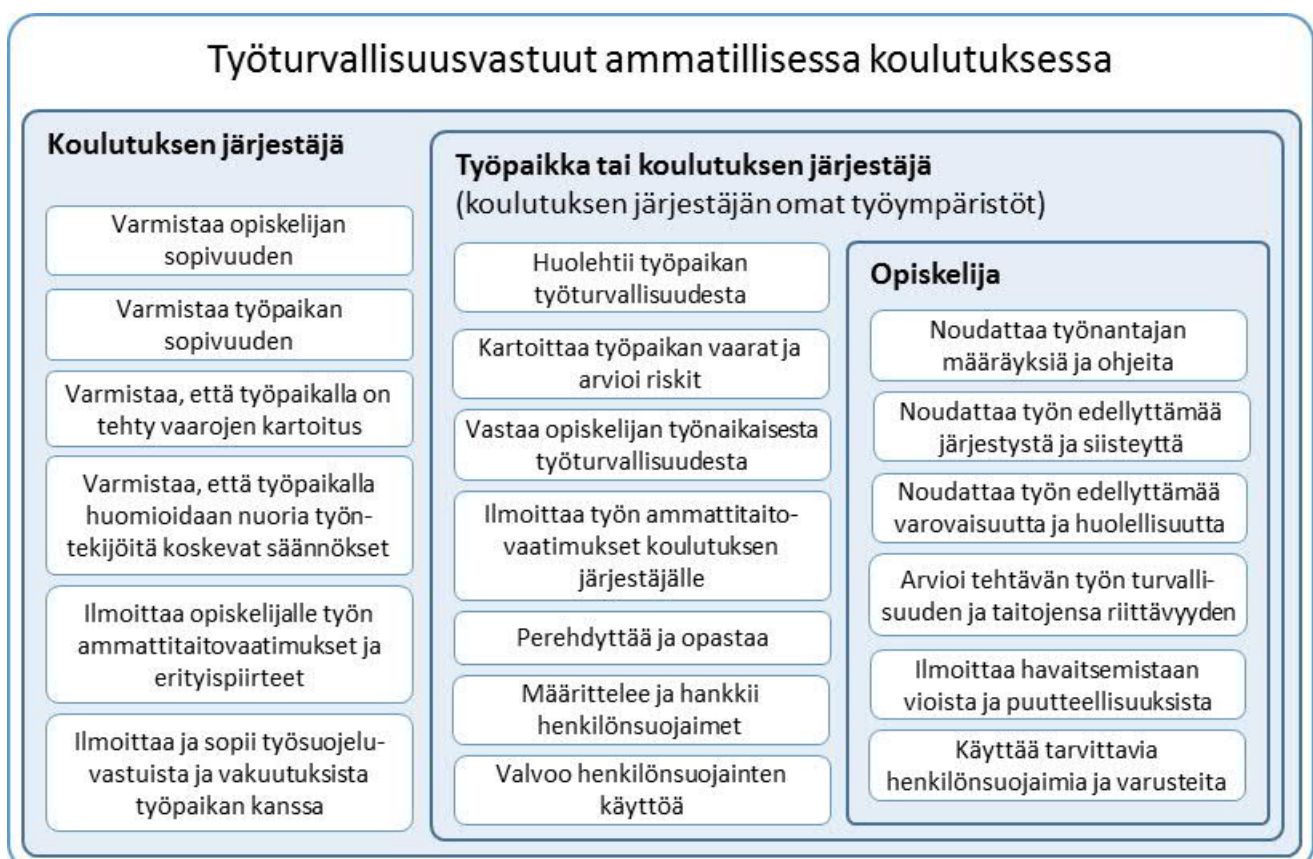 Työturvallisuusvastuut ammatillisessa koulutuksessa
Koulutuksen järjestäjä
Varmistaa opiskelijan
sopivuuden
Varmistaa työpaikan
sopivuuden
Varmistaa, että työpaikalla on
tehty vaarojen kartoitus
Varmistaa, että työpaikalla
huomioidaan nuoria työn-
tekijöitä koskevat säännökset
Ilmoittaa opiskelijalle työn
ammattitaitovaatimukset ja
erityispiirteet
Ilmoittaa ja sopii työsuojelu-
vastuista ja vakuutuksista
työpaikan kanssa
Työpaikka tai koulutuksen järjestäjä
(koulutuksen järjestäjän omat työympäristöt)
Huolehtii työpaikan
työturvallisuudesta
Kartoittaa työpaikan vaarat ja
arvioi riskit
Vastaa opiskelijan työnaikaisesta
työturvallisuudesta
Ilmoittaa työn ammattitaito-
vaatimukset koulutuksen
järjestäjälle
Perehdyttää ja opastaa
Määrittelee ja hankkii
henkilönsuojaimet
Valvoo henkilönsuojainten
käyttöä
Opiskelija
Noudattaa työnantajan
määräyksiä ja ohjeita
Noudattaa työn edellyttämää
järjestystä ja siisteyttä
Noudattaa työn edellyttämää
varovaisuutta ja huolellisuutta
Arvioi tehtävän työn turvalli-
suuden ja taitojensa riittävyyden
Ilmoittaa havaitsemistaan
vioista ja puutteellisuuksista
Käyttää tarvittavia
henkilönsuojaimia ja varusteita